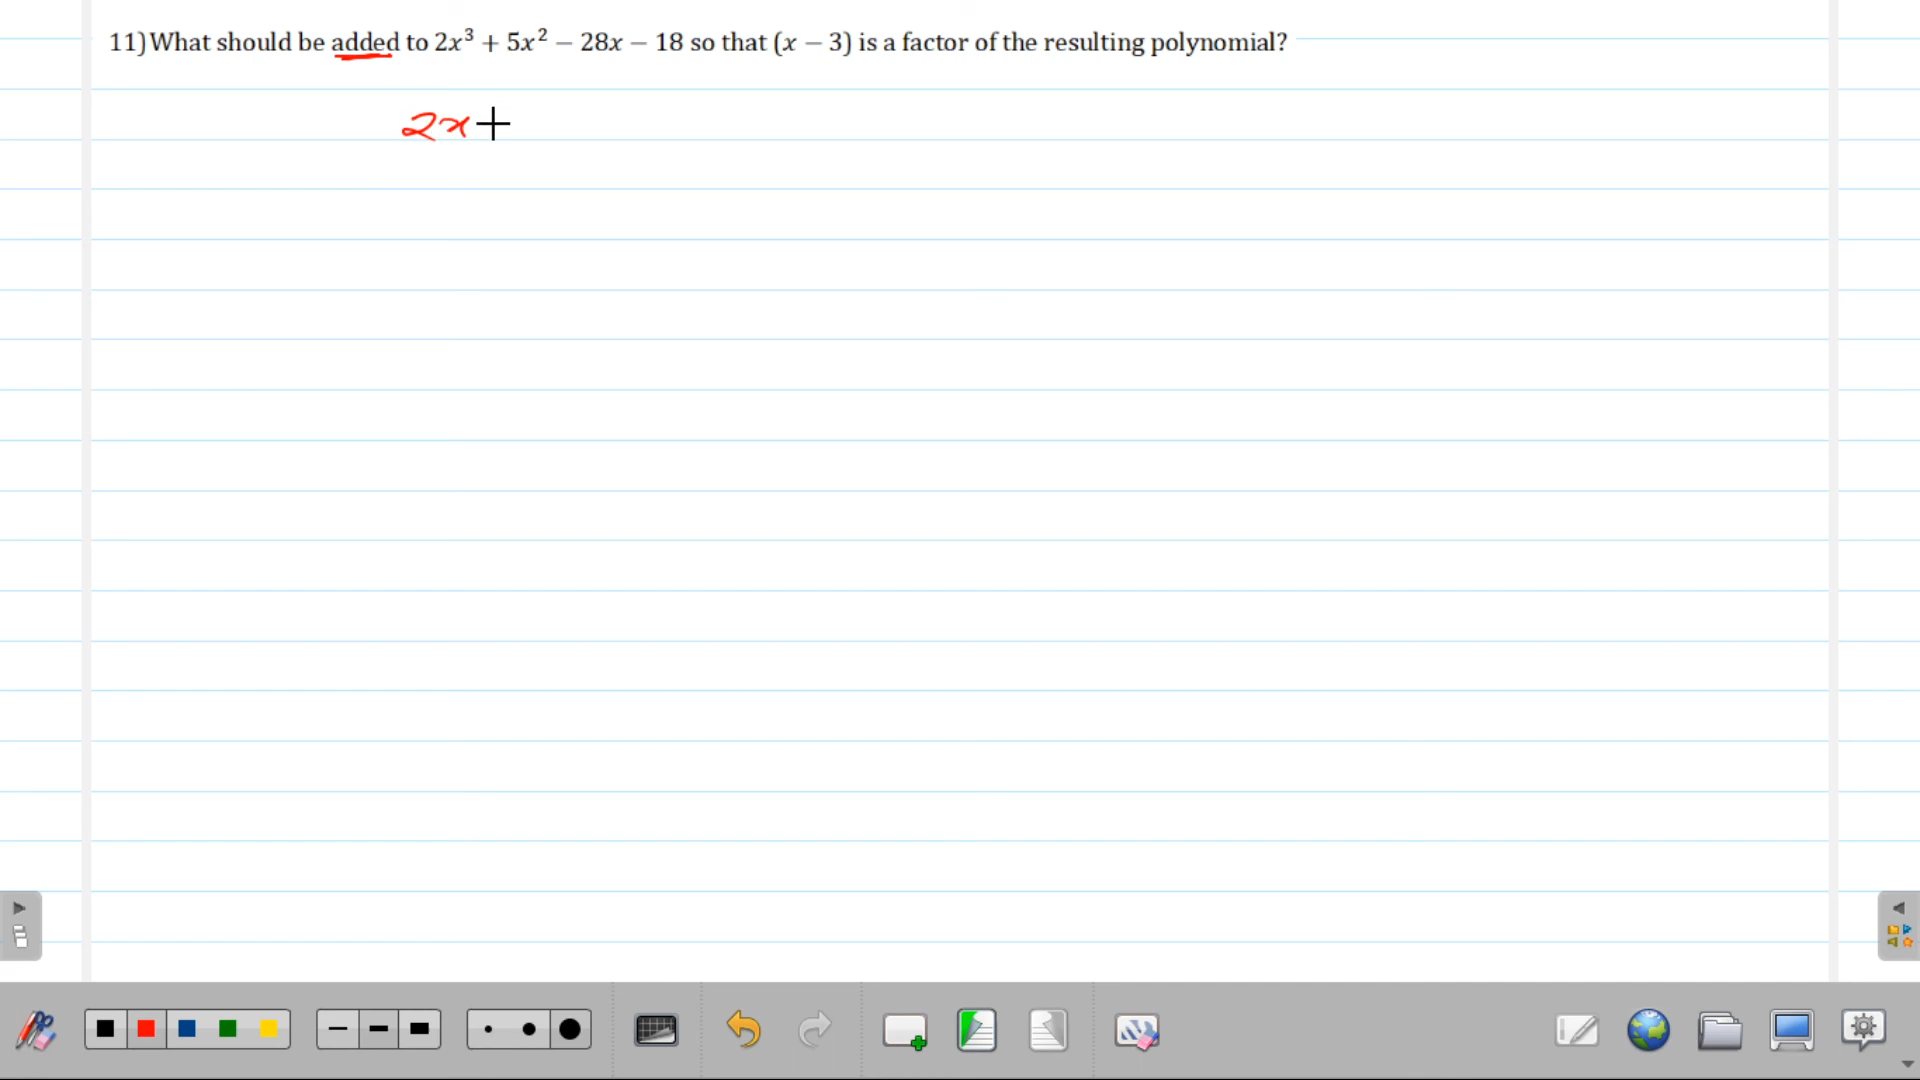 11)What should be added to 2x³ + 5x² − 28x − 18 so that (x − 3) is a factor of the resulting polynomial?
2x